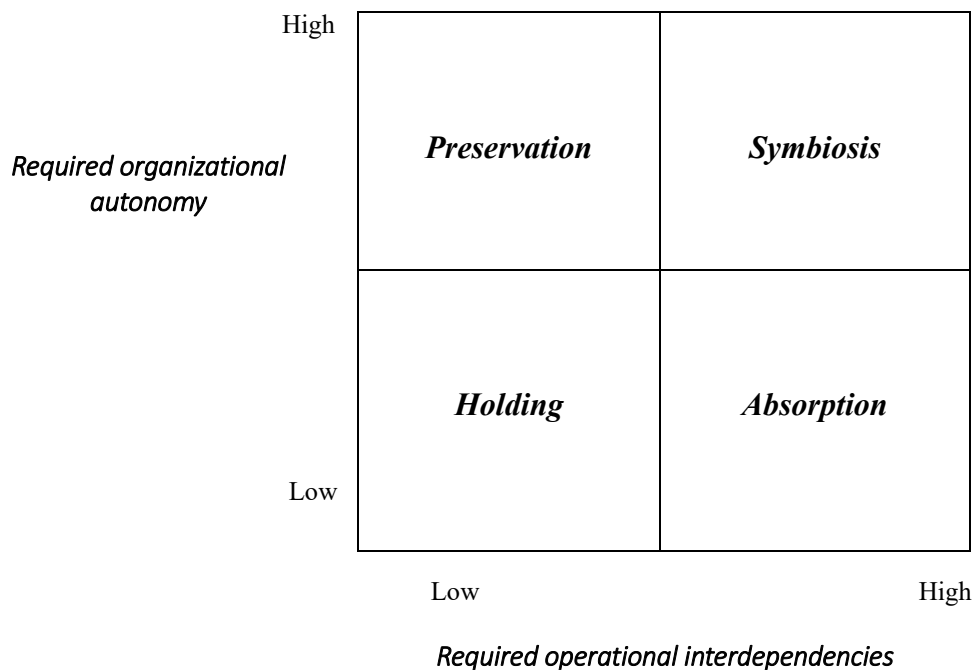 High
Preservation
Symbiosis
Required organizational
autonomy
Holding
Absorption
Low
Low
High
Required operational interdependencies